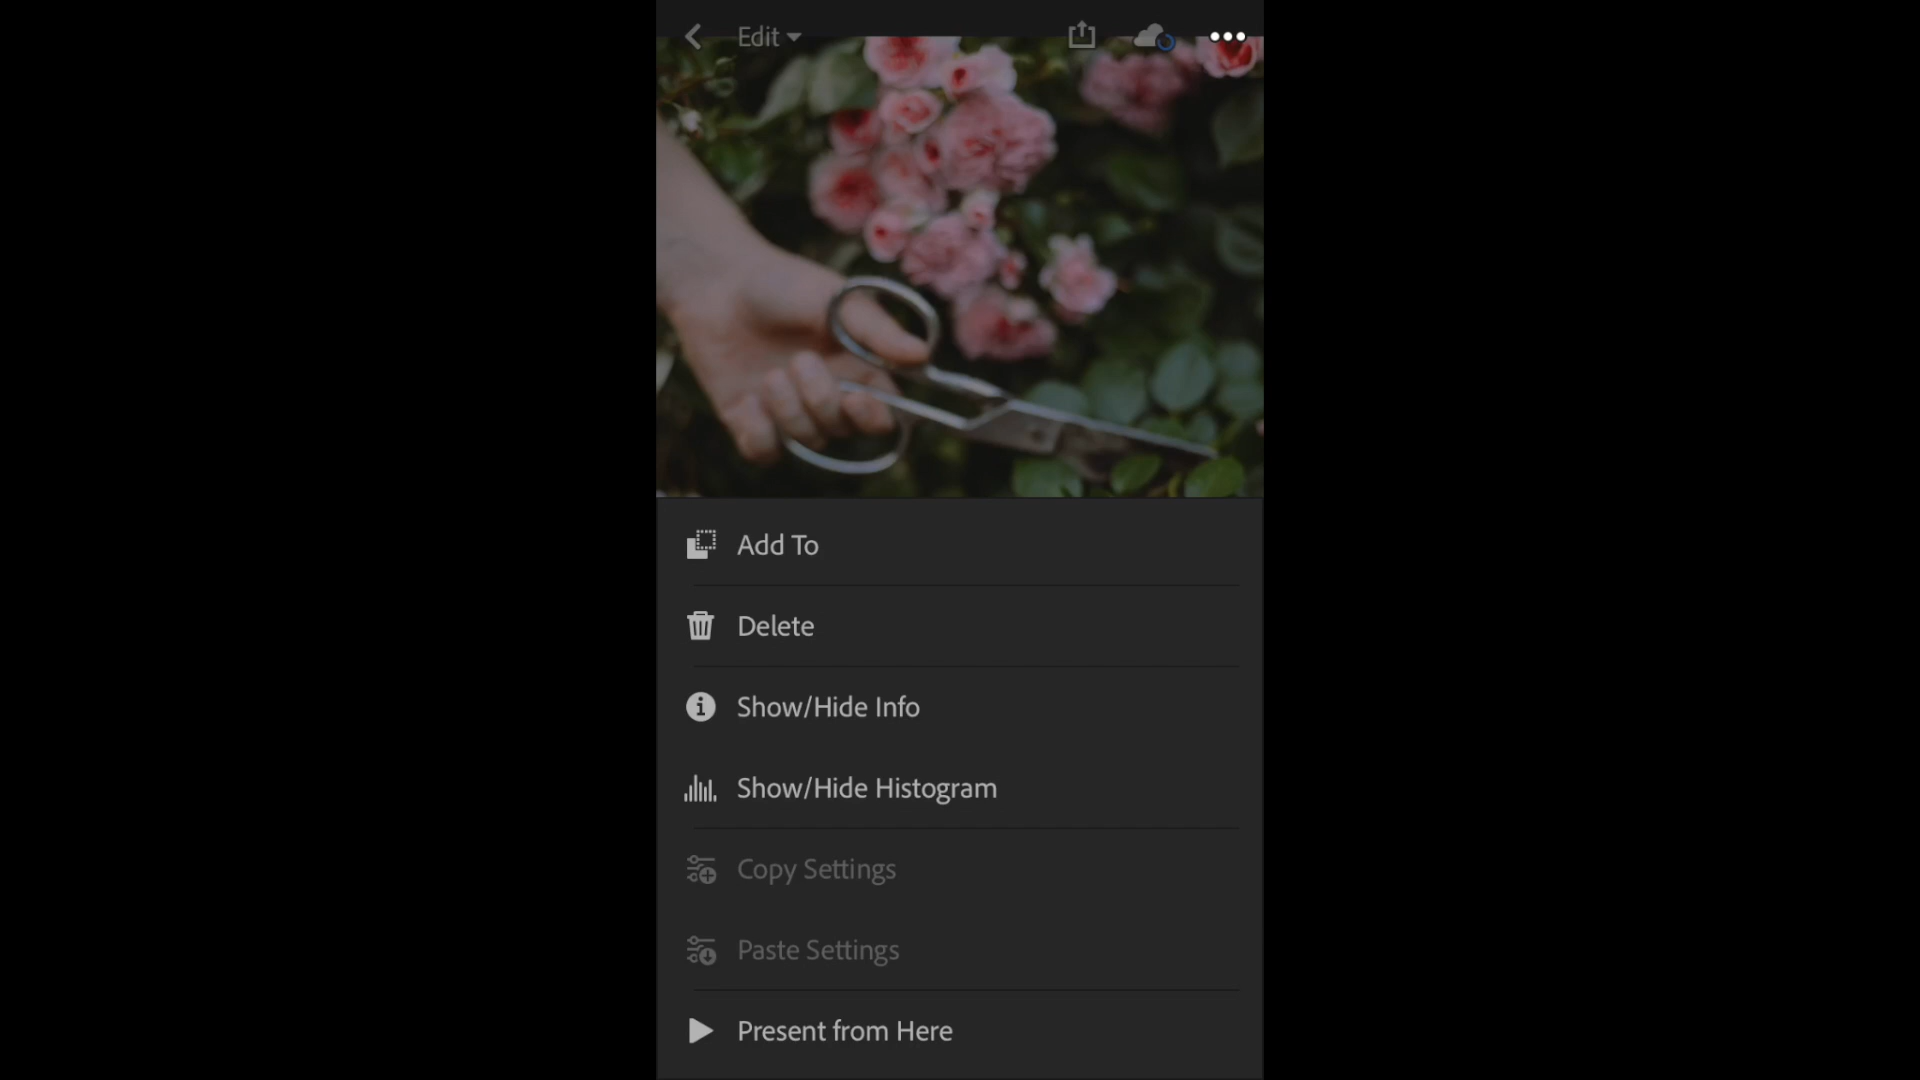 Edit
Add To
Delete
Show/Hide Info
Show/Hide Histogram
Copy Settings
Paste Settings
Present from Here